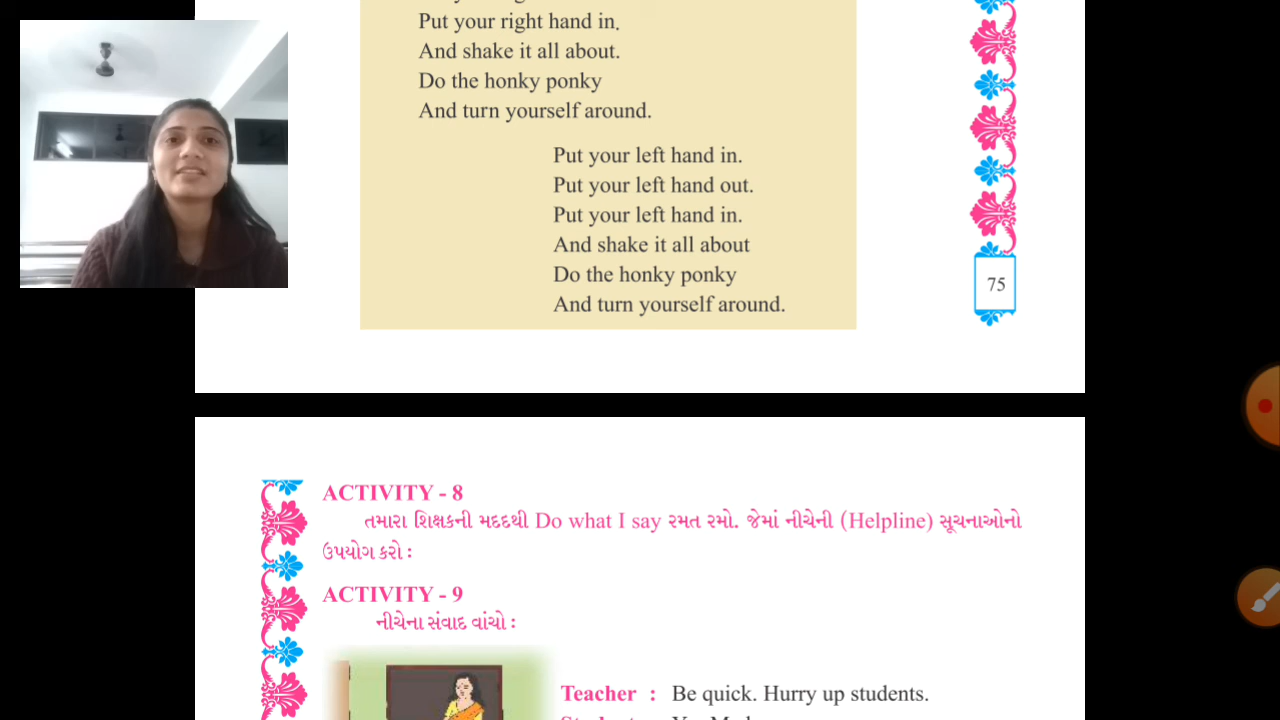 Put your right hand in.
And shake it all about.
Do the honky ponky
And turn yourself around.
Put your left hand in.
Put your left hand out.
Put your left hand in.
And shake it all about
Do the honky ponky
And turn yourself around.
75
ACTIVITY - 8
તમારા શિક્ષકની મદદથી Do what I say રમત રમો. જેમાં નીચેની (Helpline) સૂચનાઓનો
ઉપયોગ કરો :
ACTIVITY - 9
નીચેના સંવાદ વાંચો :
Teacher : Be quick. Hurry up students.